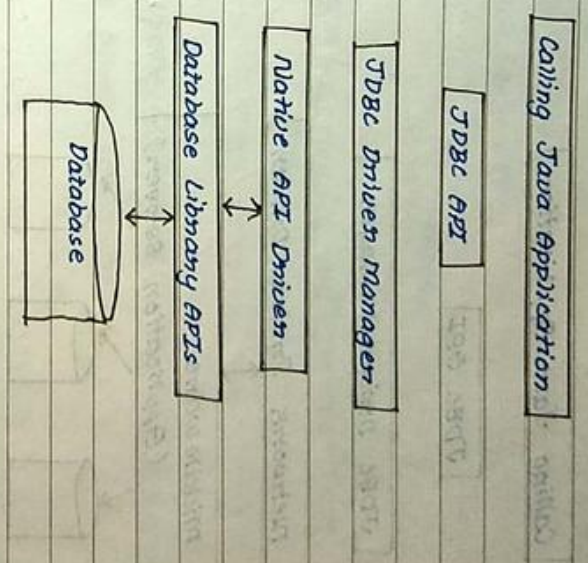 Calling Java Application
JDBC API
JDBC Driver Manager
Native API Driver
Database Library APIs
Database